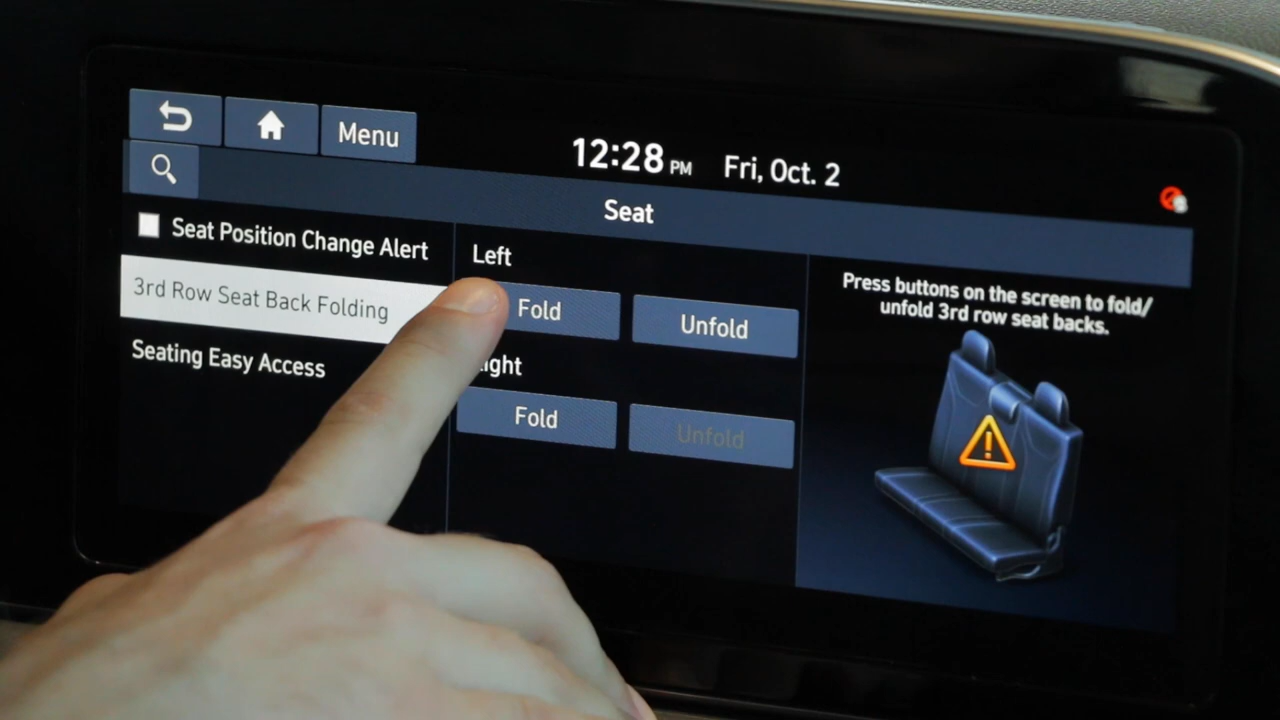 Menu
12:28 PM Fri, Oct. 2
Seat
Seat Position Change Alert
3rd Row Seat Back Folding
Seating Easy Access
Left
Fold
Unfold
ight
Fold
Unfold
Press buttons on the screen to fold/
unfold 3rd row seat backs.